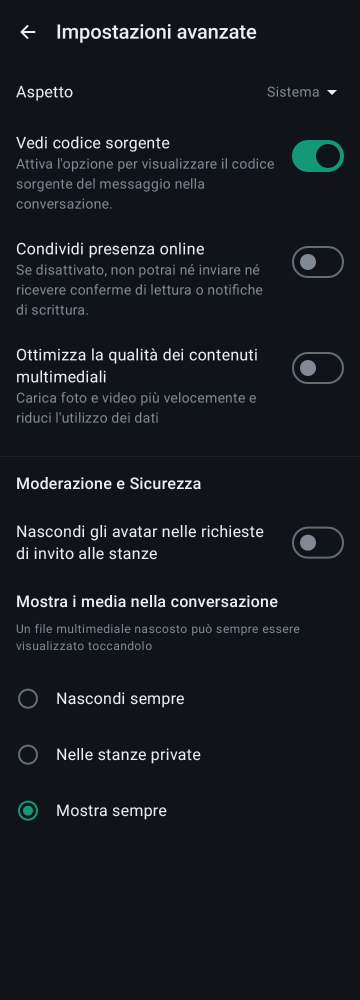 Impostazioni avanzate
Aspetto
Sistema
Vedi codice sorgente
Attiva l'opzione per visualizzare il codice
sorgente del messaggio nella
conversazione.
Condividi presenza online
Se disattivato, non potrai né inviare né
ricevere conferme di lettura o notifiche
di scrittura.
Ottimizza la qualità dei contenuti
multimediali
Carica foto e video più velocemente e
riduci l'utilizzo dei dati
Moderazione e Sicurezza
Nascondi gli avatar nelle richieste
di invito alle stanze
Mostra i media nella conversazione
Un file multimediale nascosto può sempre essere
visualizzato toccandolo
Nascondi sempre
Nelle stanze private
Mostra sempre